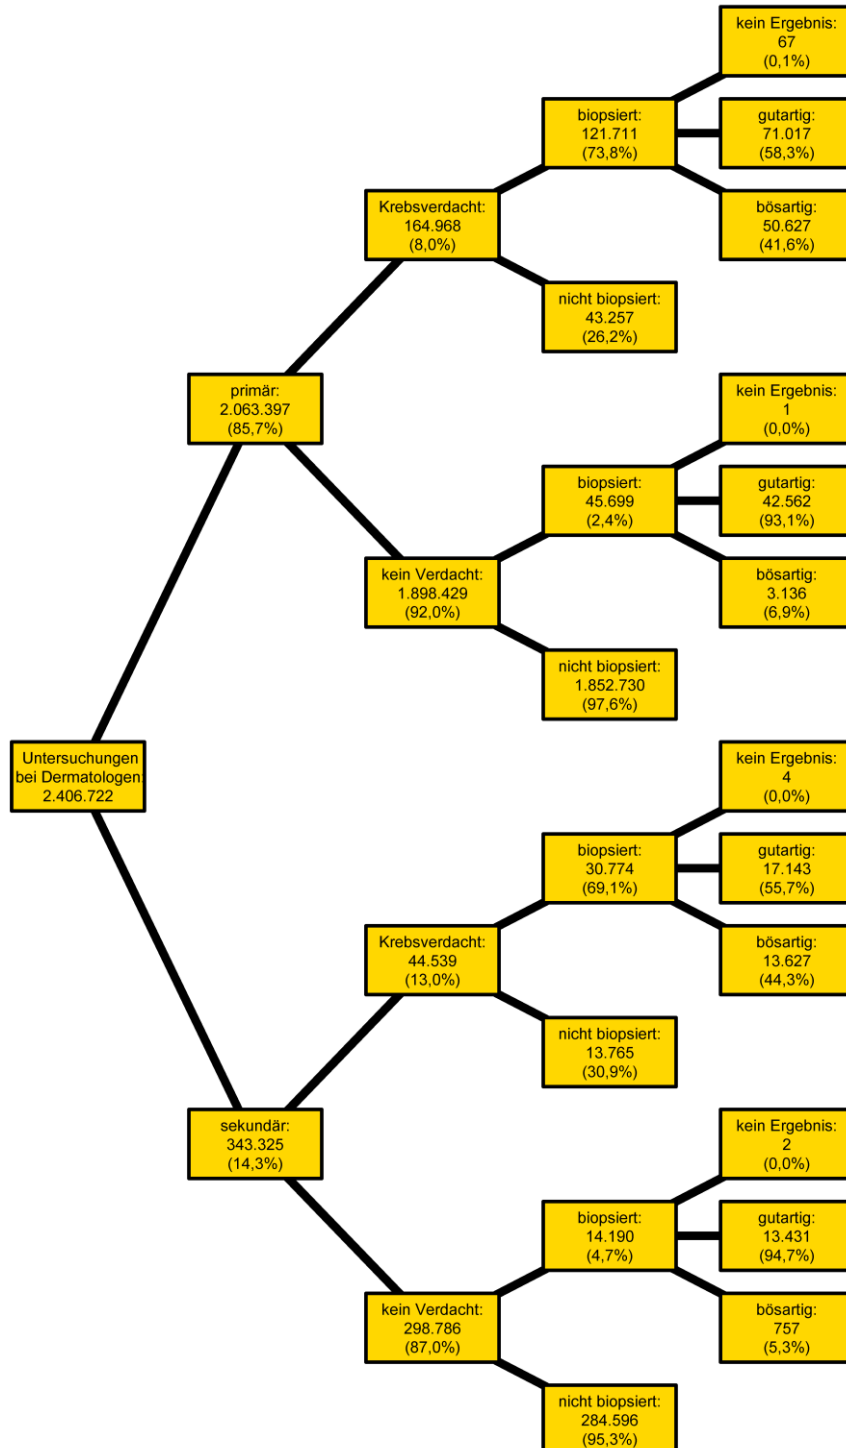 kein Ergebnis:
67
(0,1%)
biopsiert:
121.711
(73,8%)
gutartig:
71.017
(58,3%)
Krebsverdacht:
164.968
(8,0%)
bösartig:
50.627
(41,6%)
nicht biopsiert:
43.257
(26,2%)
primär:
2.063.397
(85,7%)
kein Ergebnis:
1
(0,0%)
biopsiert:
45.699
(2,4%)
gutartig:
42.562
(93,1%)
kein Verdacht:
1.898.429
(92,0%)
bösartig:
3.136
(6,9%)
nicht biopsiert:
1.852.730
(97,6%)
Untersuchungen
bei Dermatologen:
2.406.722
kein Ergebnis:
4
(0,0%)
biopsiert:
30.774
(69,1%)
gutartig:
17.143
(55,7%)
Krebsverdacht:
44.539
(13,0%)
bösartig:
13.627
(44,3%)
nicht biopsiert:
13.765
(30,9%)
sekundär:
343.325
(14,3%)
kein Ergebnis:
2
(0,0%)
biopsiert:
14.190
(4,7%)
gutartig:
13.431
(94,7%)
kein Verdacht:
298.786
(87,0%)
bösartig:
757
(5,3%)
nicht biopsiert:
284.596
(95,3%)